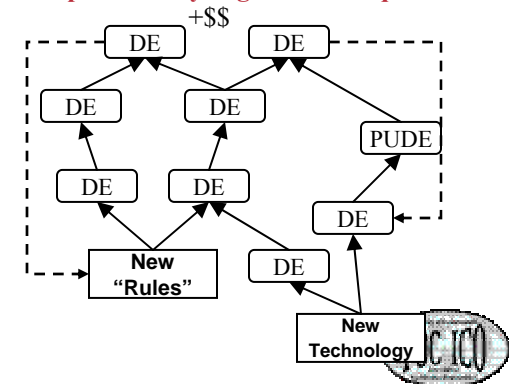 +$$
DE DE
DE DE
PUDE
DE DE
DE
New
“Rules”
DE
New
Technology